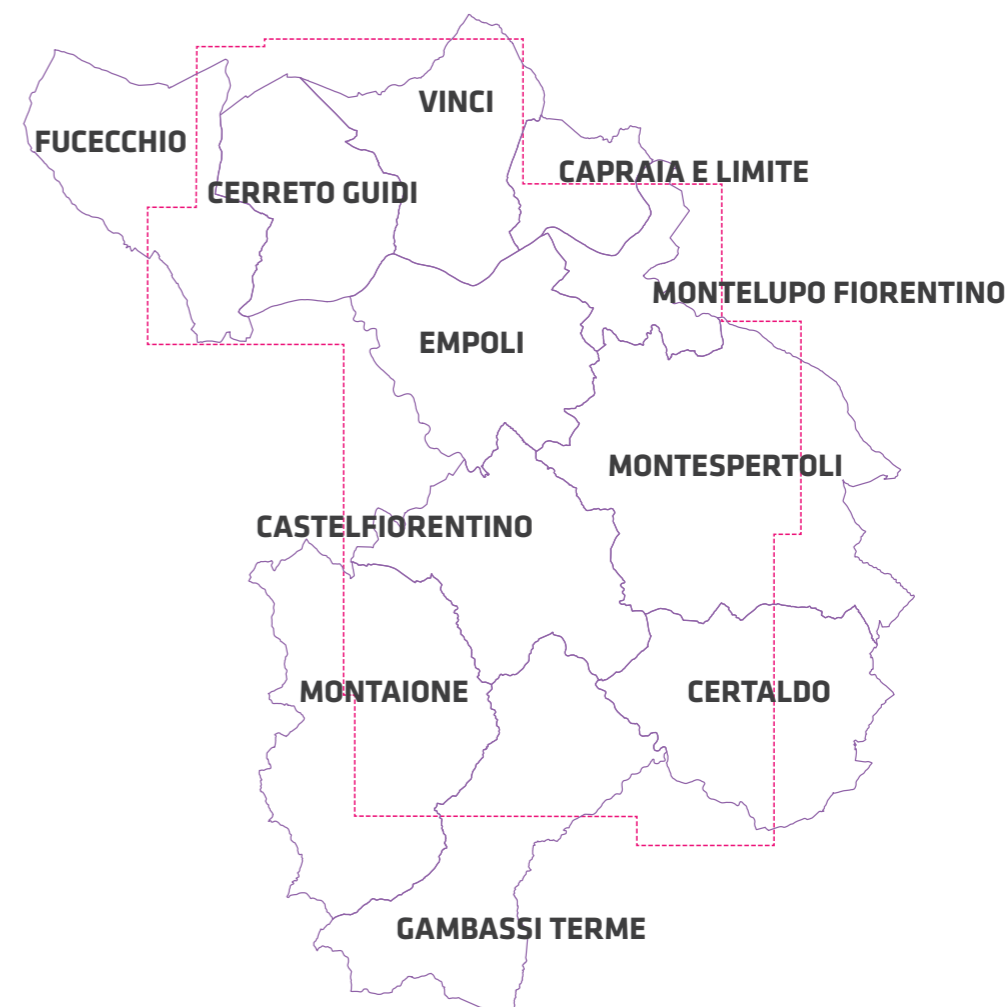 VINCI
FUCECCHIO
CAPRAIA E LIMITE
CERRETO GUIDI
MONTELUPO FIORENTINO
EMPOLI
MONTESPERTOLI
CASTELFIORENTINO
MONTAIONE
CERTALDO
GAMBASSI TERME